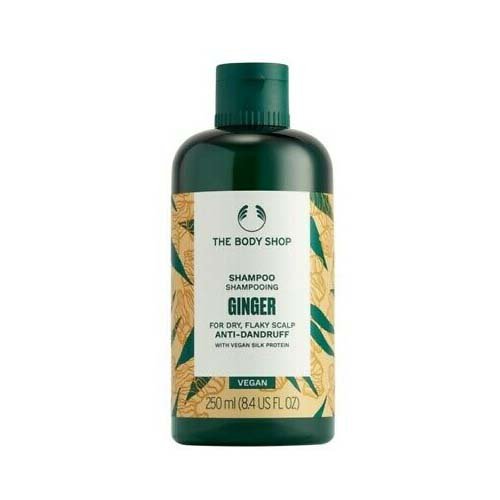 THE BODY SHOP
SHAMPOO
SHAMPOOING
GINGER
FOR DRY, FLAKY SCALP
ANTI-DANDRUFF
WITH VEGAN SILK PROTEIN
VEGAN
250 ml (8.4 US FL OZ)